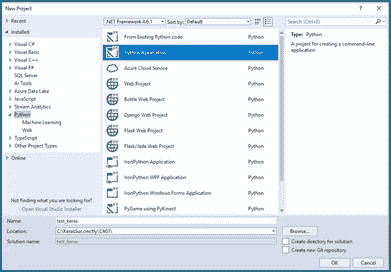 New Project
Recent
.NET Framework 4.6.1
Sort by: Default
Search (Ctrl+E)
Installed
Visual C#
Visual Basic
Visual C++
Visual F#
SQL Server
AI Tools
Azure Data Lake
JavaScript
Stream Analytics
Python
Machine Learning
Web
TypeScript
Other Project Types
Online
Not finding what you are looking for?
Open Visual Studio Installer
From Existing Python code Python
Python Application Python
Azure Cloud Service Python
Web Project Python
Bottle Web Project Python
Django Web Project Python
Flask Web Project Python
Flask/Jade Web Project Python
IronPython Application Python
IronPython WPF Application Python
IronPython Windows Forms Application Python
PyGame using PyKinect Python
Type: Python
A project for creating a command-line application
Name: test_keras
Location: C:\KerasSuccinctly\CH01\
Browse...
Solution name: test_keras
Create directory for solution
Create new Git repository
OK
Cancel